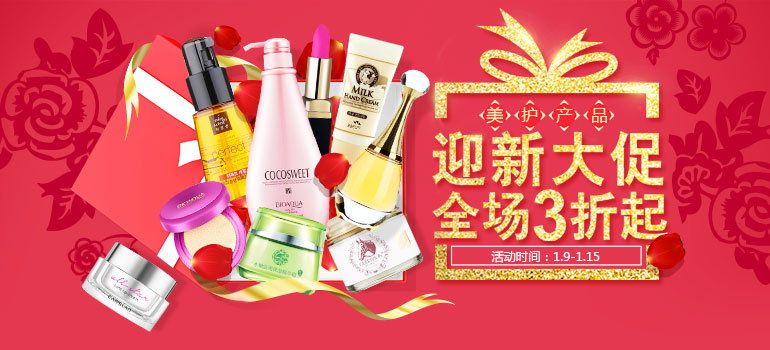 美护产品
迎新大促
全场3折起
活动时间：1.9-1.15
MILK
HAND CREAM
COCOSWEET
BIOAQUA